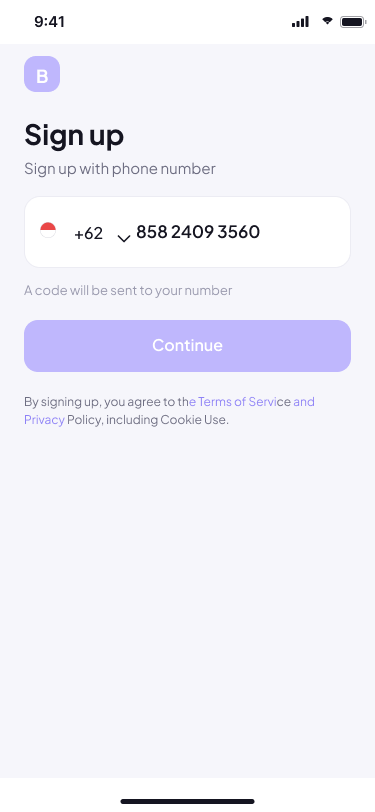 9:41
B
Sign up
Sign up with phone number
+62 858 2409 3560
A code will be sent to your number
Continue
By signing up, you agree to the Terms of Service and
Privacy Policy, including Cookie Use.